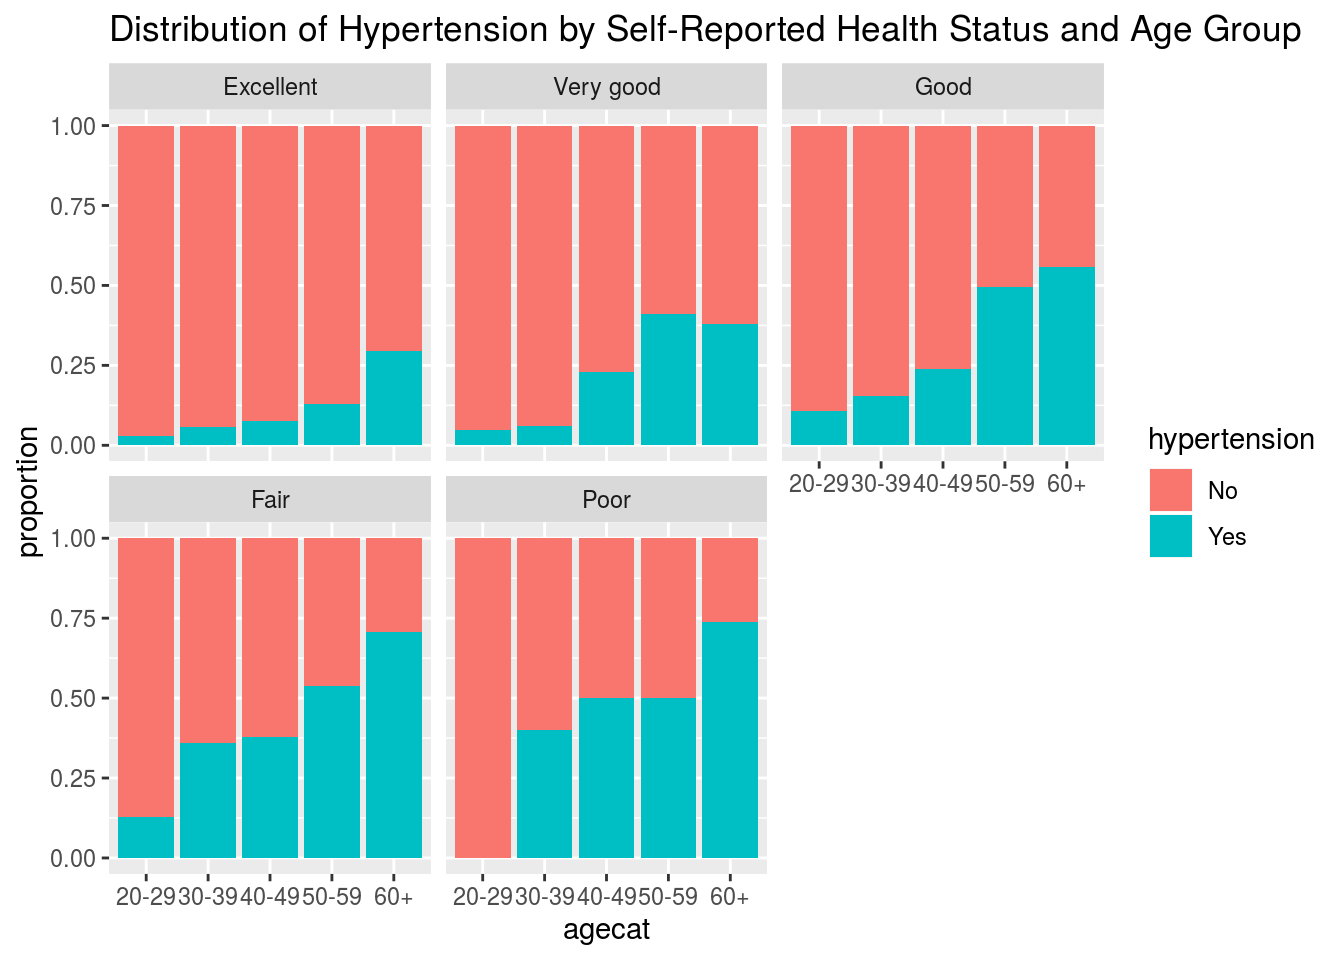 Distribution of Hypertension by Self-Reported Health Status and Age Group
Excellent Very good Good
1.00
0.75
0.50
0.25
0.00
20-29 30-39 40-49 50-59 60+
Fair Poor
1.00
0.75
0.50
0.25
0.00
20-29 30-39 40-49 50-59 60+ 20-29 30-39 40-49 50-59 60+
agecat
proportion
hypertension
No
Yes